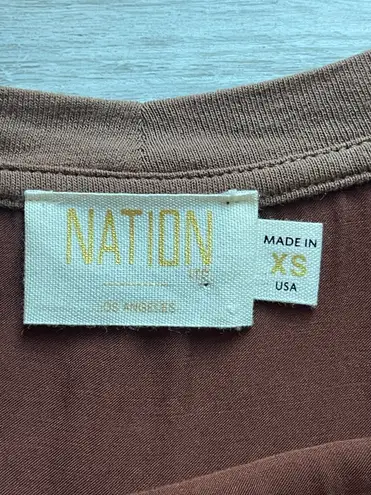 NATION
LTD
LOS ANGELES
MADE IN
XS
USA